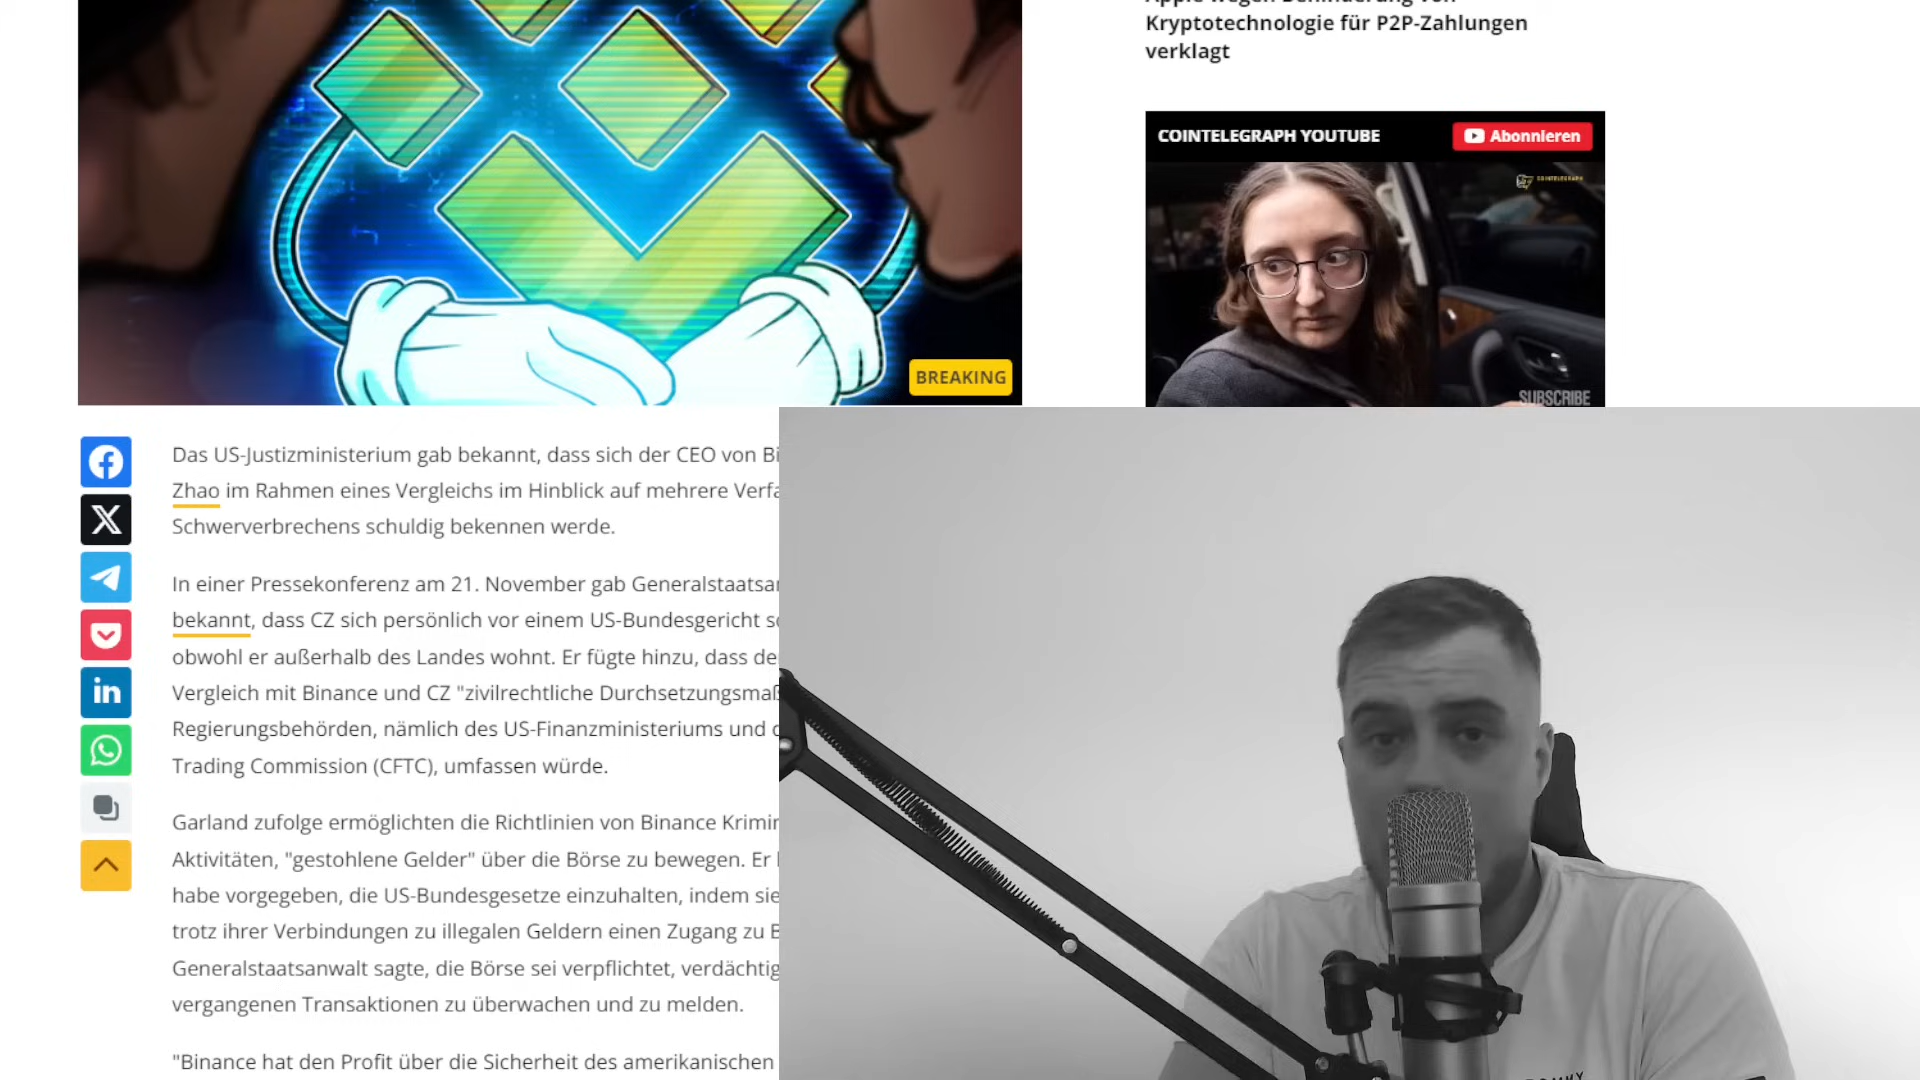 Kryptotechnologie für P2P-Zahlungen
verklagt
COINTELEGRAPH YOUTUBE
Abonnieren
COINTELEGRAPH
SUBSCRIBE
BREAKING
Das US-Justizministerium gab bekannt, dass sich der CEO von Bi
Zhao im Rahmen eines Vergleichs im Hinblick auf mehrere Verfa
Schwerverbrechens schuldig bekennen werde.
In einer Pressekonferenz am 21. November gab Generalstaatsan
bekannt, dass CZ sich persönlich vor einem US-Bundesgericht sc
obwohl er außerhalb des Landes wohnt. Er fügte hinzu, dass de
Vergleich mit Binance und CZ "zivilrechtliche Durchsetzungsmaß
Regierungsbehörden, nämlich des US-Finanzministeriums und d
Trading Commission (CFTC), umfassen würde.
Garland zufolge ermöglichten die Richtlinien von Binance Krimin
Aktivitäten, "gestohlene Gelder" über die Börse zu bewegen. Er
habe vorgegeben, die US-Bundesgesetze einzuhalten, indem sie
trotz ihrer Verbindungen zu illegalen Geldern einen Zugang zu B
Generalstaatsanwalt sagte, die Börse sei verpflichtet, verdächtig
vergangenen Transaktionen zu überwachen und zu melden.
"Binance hat den Profit über die Sicherheit des amerikanischen